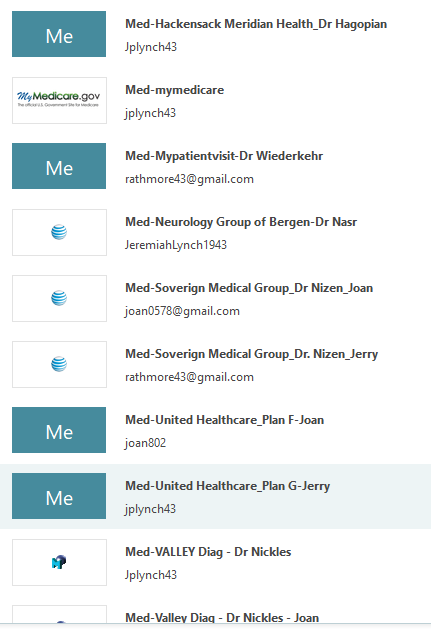 Me
Med-Hackensack Meridian Health_Dr Hagopian
Jplynch43
MyMedicare.gov
The official U.S. Government Site for Medicare
Med-mymedicare
jplynch43
Me
Med-Mypatientvisit-Dr Wiederkehr
rathmore43@gmail.com
Med-Neurology Group of Bergen-Dr Nasr
JeremiahLynch1943
Med-Soverign Medical Group_Dr Nizen_Joan
joan0578@gmail.com
Med-Soverign Medical Group_Dr. Nizen_Jerry
rathmore43@gmail.com
Me
Med-United Healthcare_Plan F-Joan
joan802
Me
Med-United Healthcare_Plan G-Jerry
jplynch43
Med-VALLEY Diag - Dr Nickles
Jplynch43
Med-Valley Diag - Dr Nickles - Joan